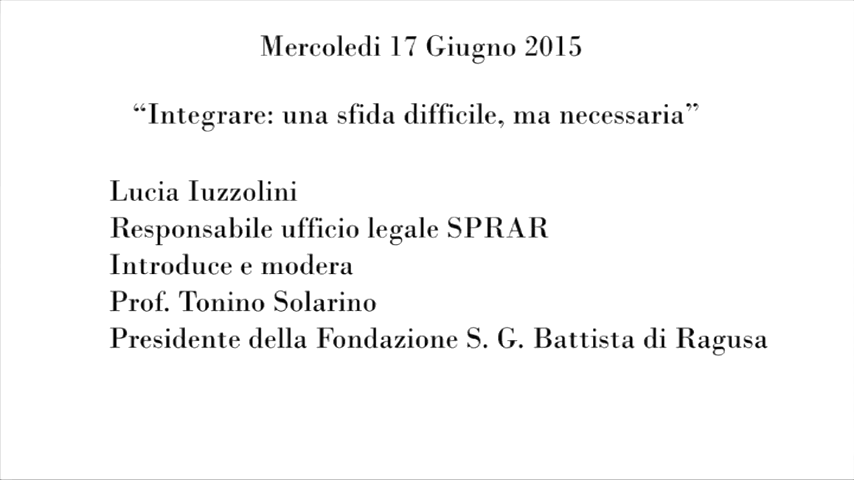 Mercoledi 17 Giugno 2015
“Integrare: una sfida difficile, ma necessaria”
Lucia Iuzzolini
Responsabile ufficio legale SPRAR
Introduce e modera
Prof. Tonino Solarino
Presidente della Fondazione S. G. Battista di Ragusa